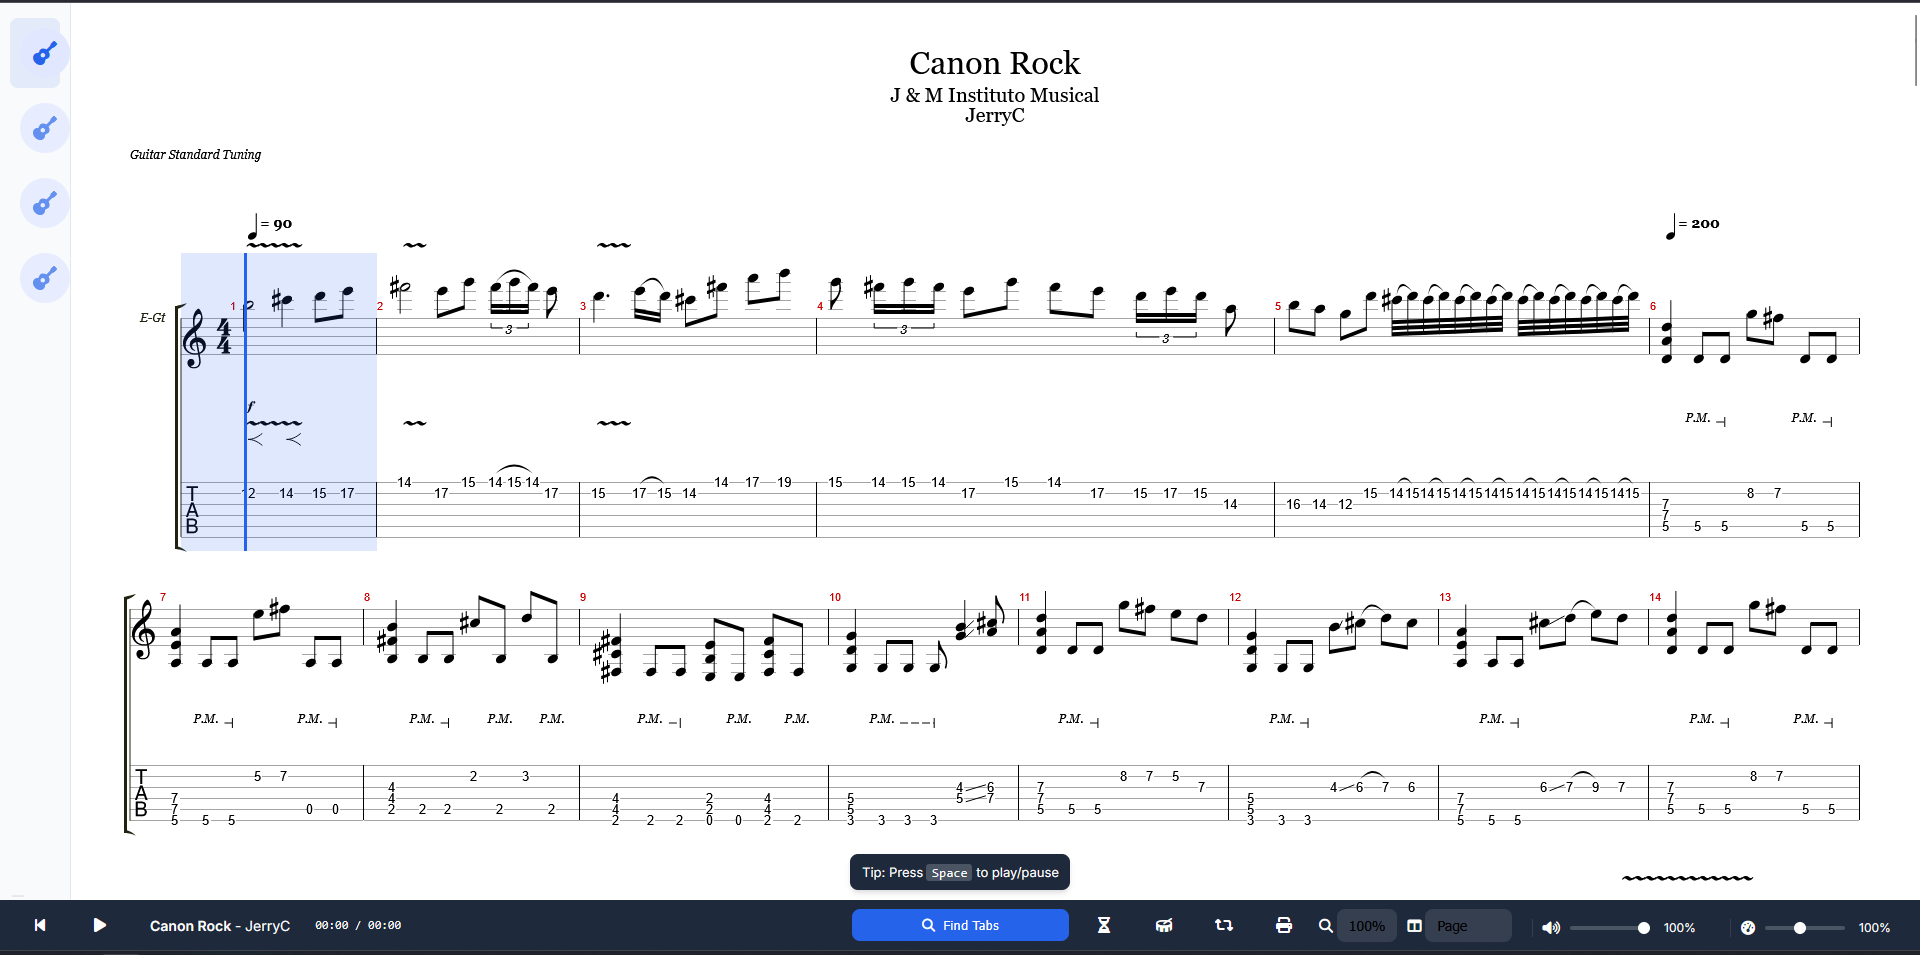 Canon Rock
J & M Instituto Musical
JerryC
Guitar Standard Tuning
= 90
= 200
E-Gt
1 2 3 4 5 6
4
4
3 3 3
f
P.M. P.M.
T
A
B
12 14 15 17 14 17 15 14 15 14 17 15 17 15 14 14 17 19 15 14 15 14 17 15 14 17 15 17 15 14 16 14 12 15 14 15 14 15 14 15 14 15 14 15 14 15 14 15 14 15 7 7 5 5 5 8 7 5 5
7 8 9 10 11 12 13 14
P.M. P.M. P.M. P.M. P.M. P.M. P.M. P.M. P.M. P.M. P.M. P.M. P.M. P.M.
T
A
B
7 7 5 5 5 5 7 0 0 4 4 2 2 2 2 2 3 2 4 4 2 2 2 2 2 0 0 4 4 2 2 5 5 3 3 3 3 4 5 6 7 7 7 5 5 5 8 7 5 7 5 5 3 3 3 4 6 7 6 7 7 5 5 5 6 7 9 7 7 7 5 5 5 8 7 5 5
Tip: Press Space to play/pause
Canon Rock - JerryC
00:00 / 00:00
Find Tabs
100%
Page
100%
100%